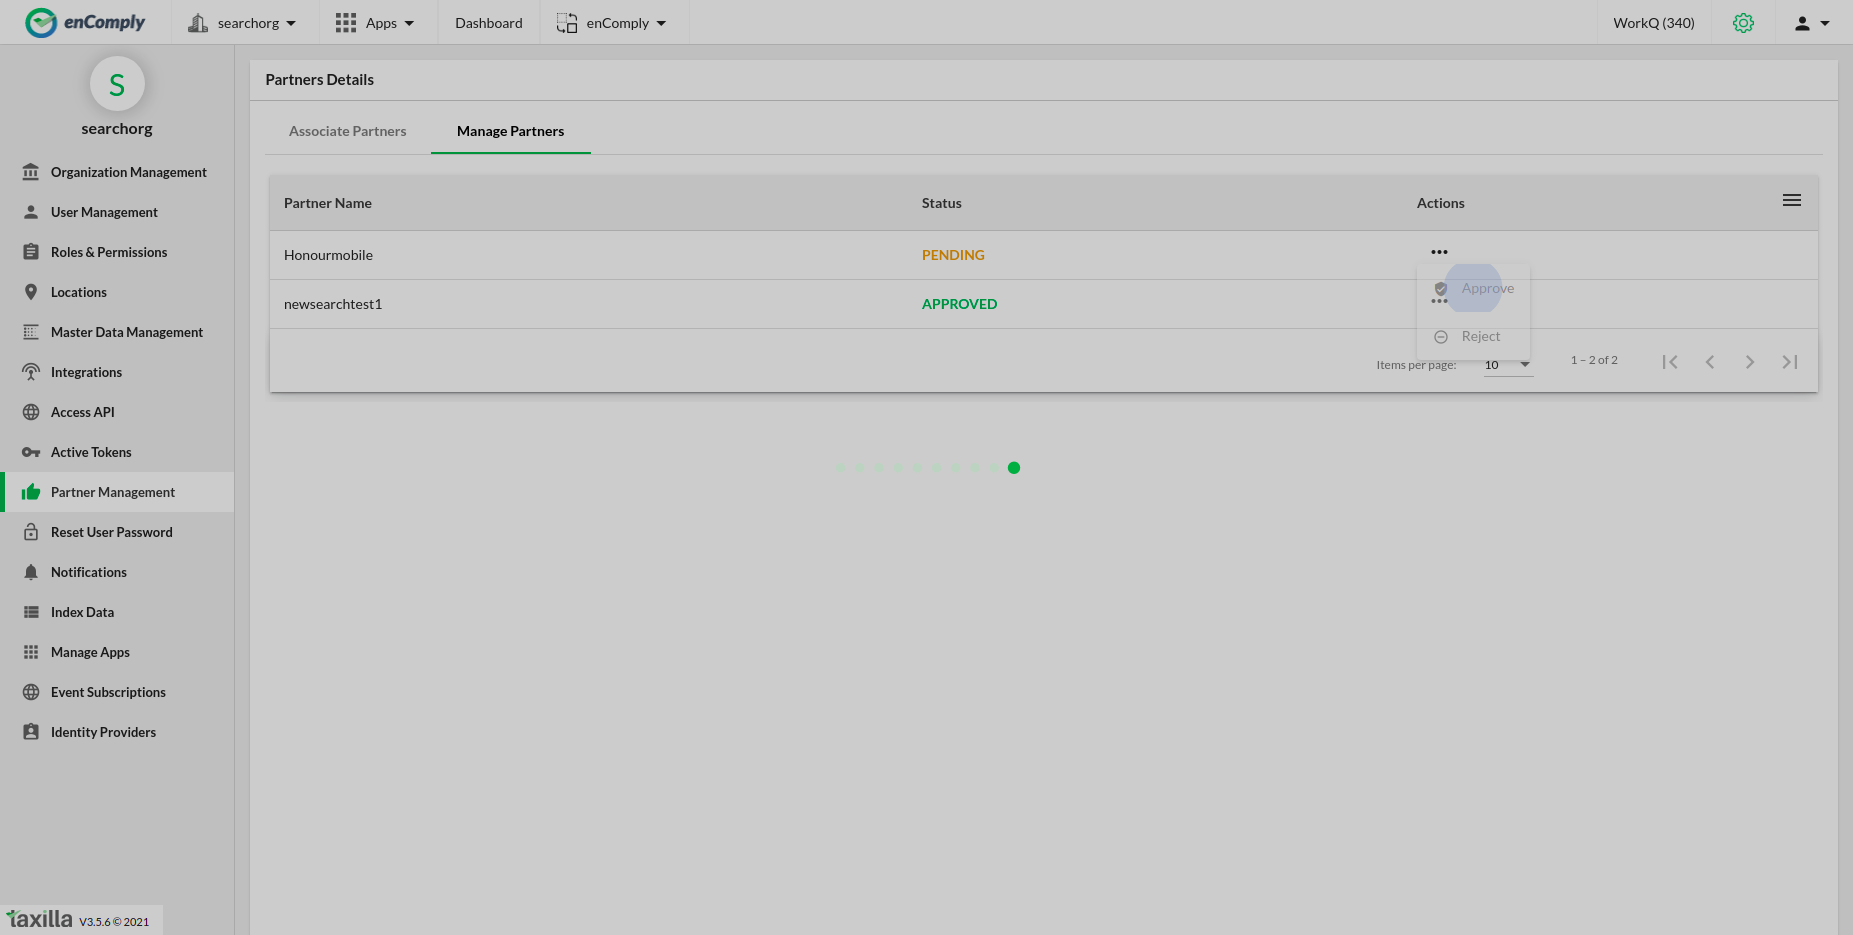 enComply
searchorg
Apps
Dashboard
enComply
WorkQ (340)
S
searchorg
Organization Management
User Management
Roles & Permissions
Locations
Master Data Management
Integrations
Access API
Active Tokens
Partner Management
Reset User Password
Notifications
Index Data
Manage Apps
Event Subscriptions
Identity Providers
taxilla V3.5.6 © 2021
Partners Details
Associate Partners
Manage Partners
Partner Name
Status
Actions
Honourmobile
PENDING
newsearchtest1
APPROVED
Approve
Reject
Items per page:
10
1 – 2 of 2